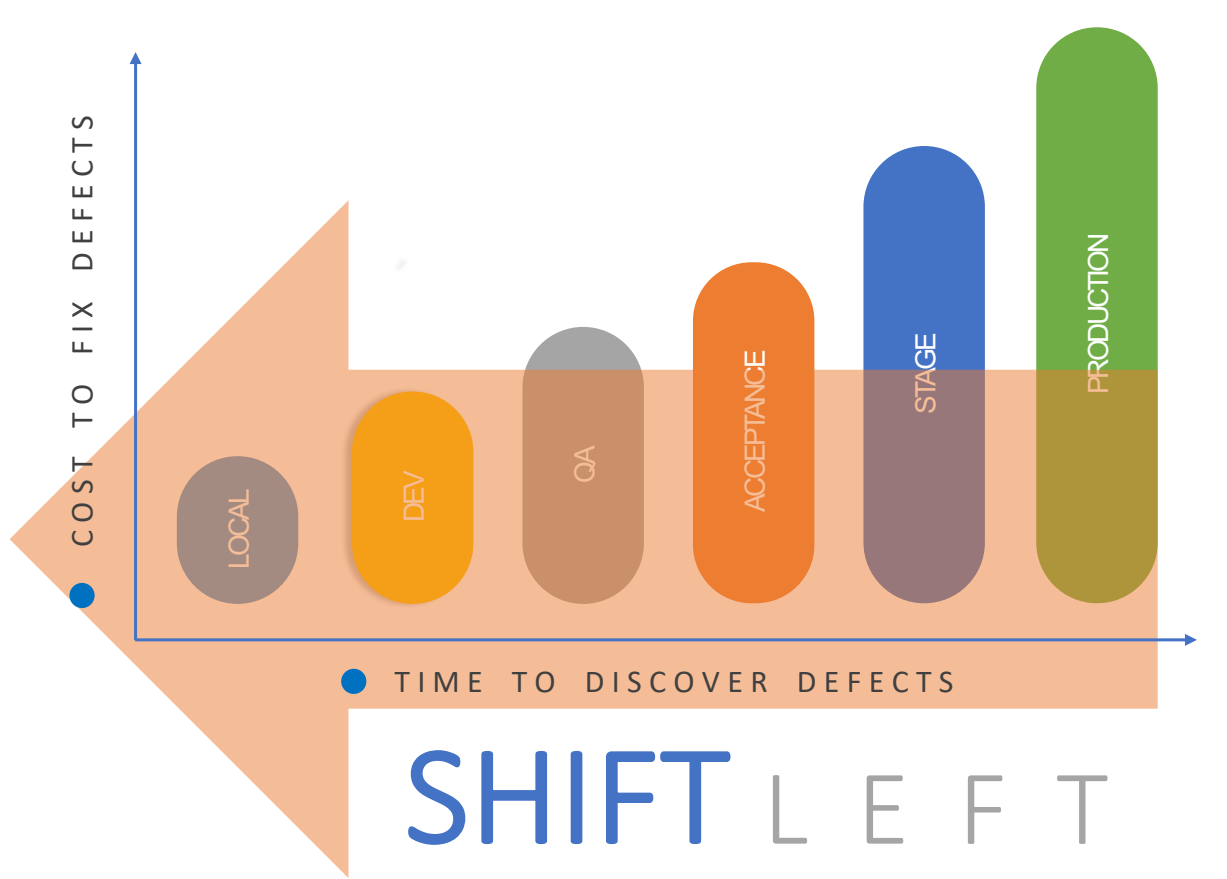 COST TO FIX DEFECTS
LOCAL
DEV
QA
ACCEPTANCE
STAGE
PRODUCTION
TIME TO DISCOVER DEFECTS
SHIFT LEFT